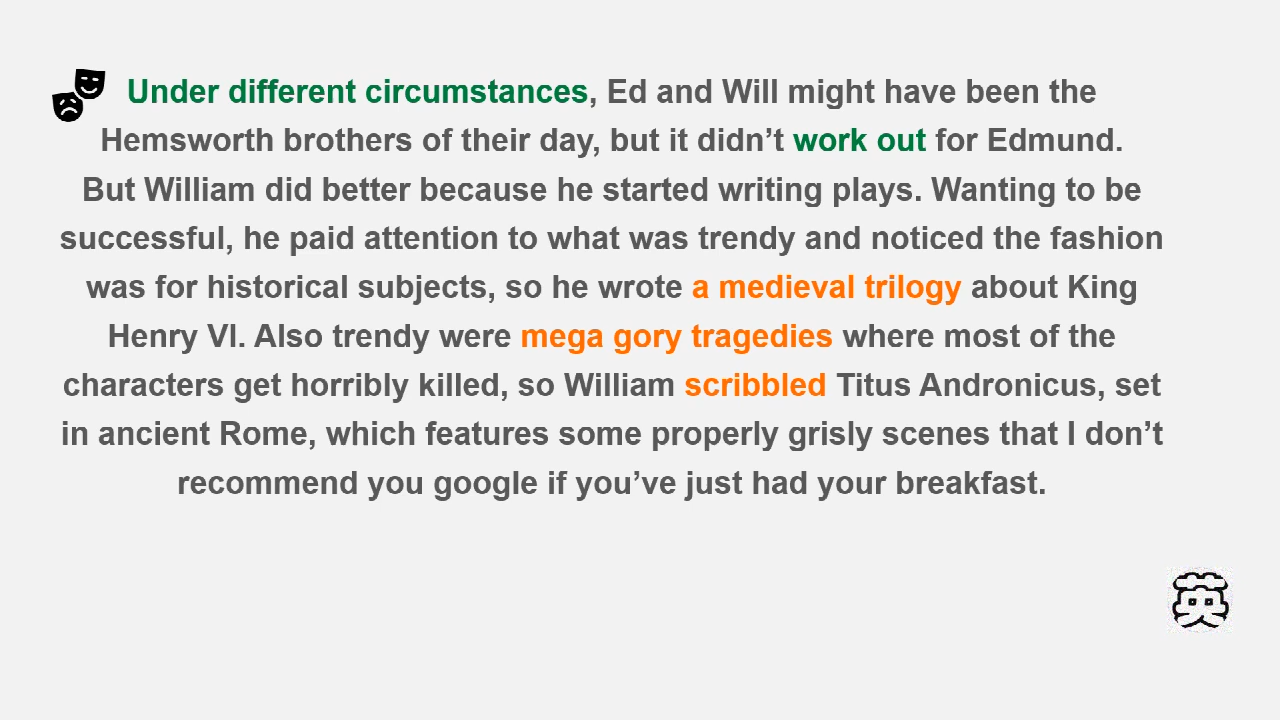 Under different circumstances, Ed and Will might have been the
Hemsworth brothers of their day, but it didn’t work out for Edmund.
But William did better because he started writing plays. Wanting to be
successful, he paid attention to what was trendy and noticed the fashion
was for historical subjects, so he wrote a medieval trilogy about King
Henry VI. Also trendy were mega gory tragedies where most of the
characters get horribly killed, so William scribbled Titus Andronicus, set
in ancient Rome, which features some properly grisly scenes that I don’t
recommend you google if you’ve just had your breakfast.
英